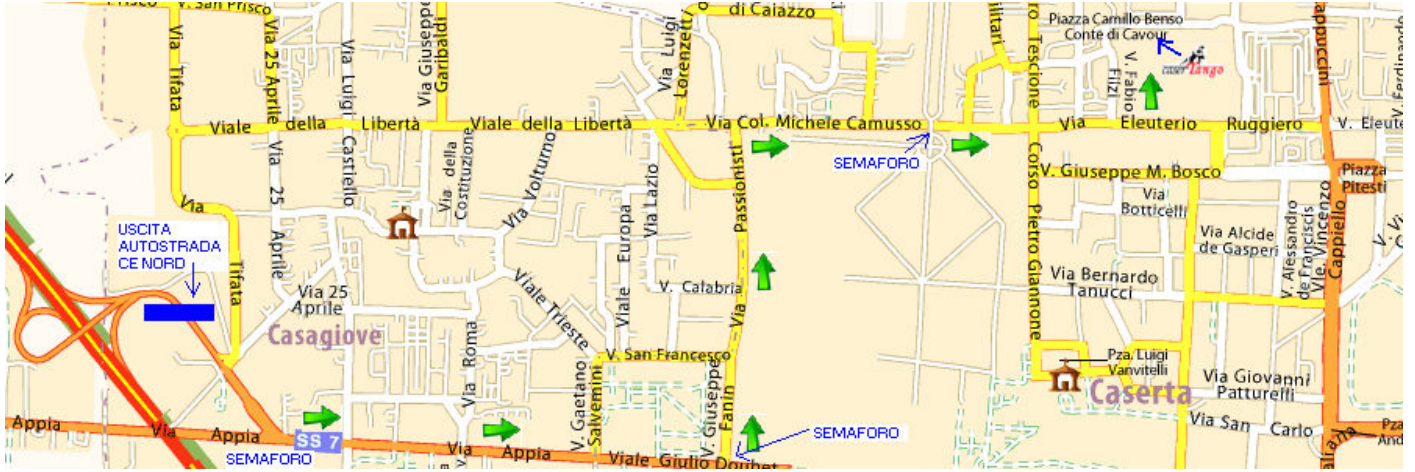 V. San Prisco
Via
Tifata
Via 25 Aprile
Via Luigi
Castiello
Via Giuseppe
Garibaldi
Via Luigi
Lorenzetti
di Caiazzo
Tescione
Piazza Camillo Benso
Conte di Cavour
V. Fabio
Filzi
caserTango
Cappuccini
V. Ferdinando
Viale della Libertà
Viale della Libertà
Via Col. Michele Camusso
Via Eleuterio Ruggiero
V. Eleute
SEMAFORO
Via 25 Aprile
Via della
Costituzione
Via Volturno
Via Lazio
Viale Europa
Via Passionisti
Corso Pietro Giannone
V. Giuseppe M. Bosco
Piazza
Pitesti
Via
Botticelli
Via Alcide
de Gasperi
V. Alessandro
de Franciscis
Vle. Vincenzo
Cappiello
Via
Tifata
USCITA
AUTOSTRADA
CE NORD
Via 25
Aprile
Casagiove
Via Roma
Viale Trieste
V. Calabria
Via Bernardo
Tanucci
V. San Francesco
V. Gaetano
Salvemini
V. Giuseppe
Fanin
Pza. Luigi
Vanvitelli
Caserta
Via Giovanni
Patturelli
Via San Carlo
Pza
And
Appia Via Appia
SS 7
SEMAFORO
Via Appia
Viale Giulio Douhet
SEMAFORO